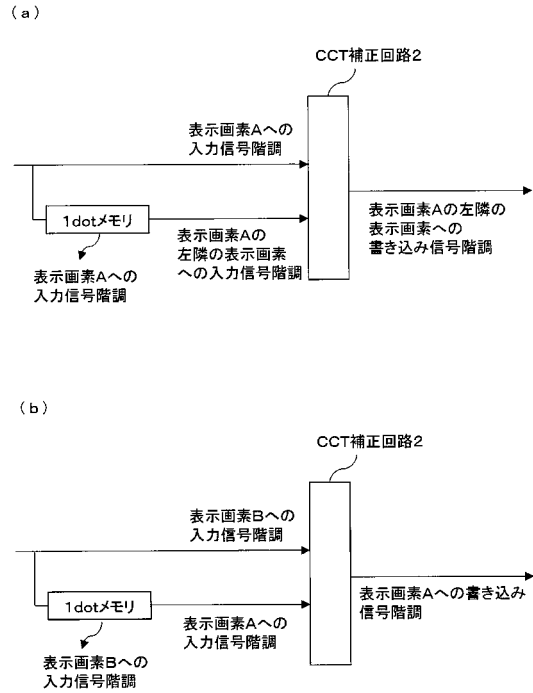 (a)
CCT補正回路2
表示画素Aへの
入力信号階調
1dotメモリ
表示画素Aの
左隣の表示画素
への入力信号階調
表示画素Aの左隣の
表示画素への
書き込み信号階調
表示画素Aへの
入力信号階調
(b)
CCT補正回路2
表示画素Bへの
入力信号階調
1dotメモリ
表示画素Aへの
入力信号階調
表示画素Aへの書き込み
信号階調
表示画素Bへの
入力信号階調